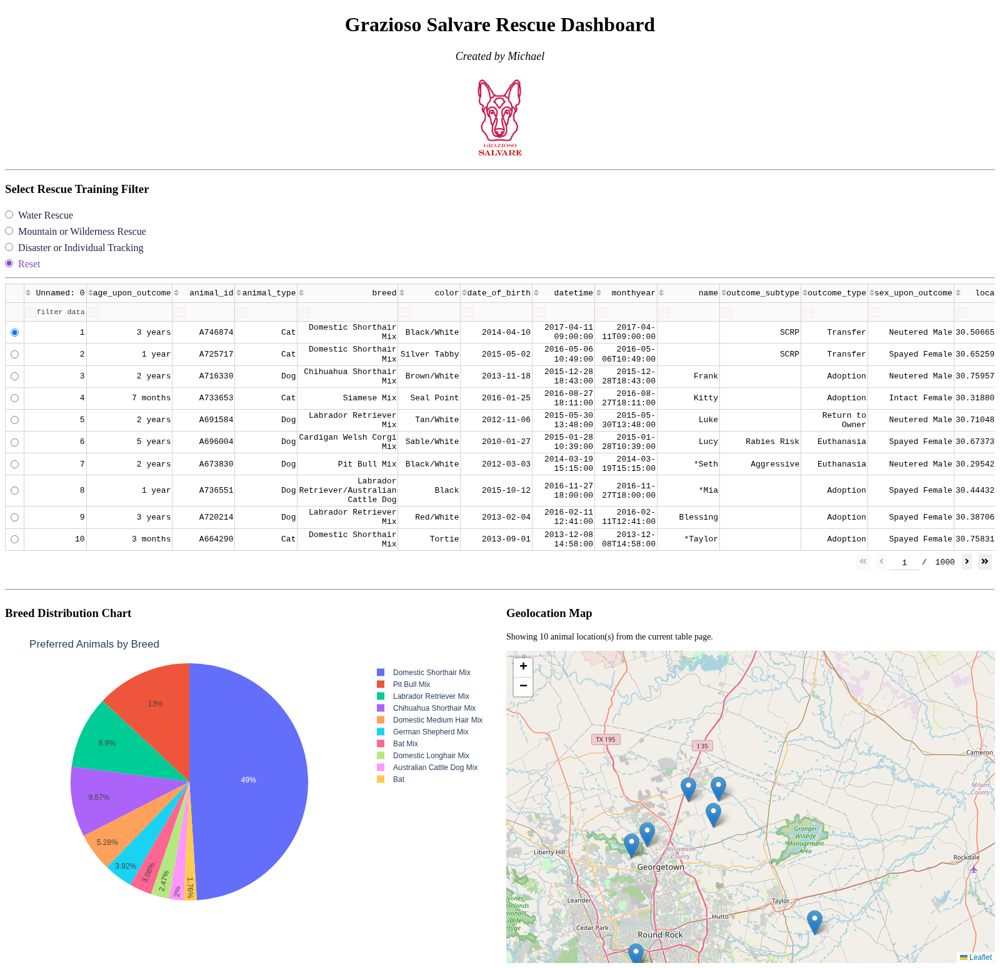 Grazioso Salvare Rescue Dashboard
Created by Michael
GRAZIOSO
SALVARE
Select Rescue Training Filter
Water Rescue
Mountain or Wilderness Rescue
Disaster or Individual Tracking
Reset
Unnamed: 0 age_upon_outcome animal_id animal_type breed color date_of_birth datetime monthyear name outcome_subtype outcome_type sex_upon_outcome loca
Aa filter data Aa Aa Aa Aa Aa Aa Aa Aa Aa Aa Aa Aa Aa
1 3 years A746874 Cat Domestic Shorthair Mix Black/White 2014-04-10 2017-04-11 09:00:00 2017-04-11T09:00:00 SCRP Transfer Neutered Male 30.50665
2 1 year A725717 Cat Domestic Shorthair Mix Silver Tabby 2015-05-02 2016-05-06 10:49:00 2016-05-06T10:49:00 SCRP Transfer Spayed Female 30.65259
3 2 years A716330 Dog Chihuahua Shorthair Mix Brown/White 2013-11-18 2015-12-28 18:43:00 2015-12-28T18:43:00 Frank Adoption Neutered Male 30.75957
4 7 months A733653 Cat Siamese Mix Seal Point 2016-01-25 2016-08-27 18:11:00 2016-08-27T18:11:00 Kitty Adoption Intact Female 30.31880
5 2 years A691584 Dog Labrador Retriever Mix Tan/White 2012-11-06 2015-05-30 13:48:00 2015-05-30T13:48:00 Luke Return to Owner Neutered Male 30.71048
6 5 years A696004 Dog Cardigan Welsh Corgi Mix Sable/White 2010-01-27 2015-01-28 10:39:00 2015-01-28T10:39:00 Lucy Rabies Risk Euthanasia Spayed Female 30.67373
7 2 years A673830 Dog Pit Bull Mix Black/White 2012-03-03 2014-03-19 15:15:00 2014-03-19T15:15:00 *Seth Aggressive Euthanasia Neutered Male 30.29542
8 1 year A736551 Dog Labrador Retriever/Australian Cattle Dog Black 2015-10-12 2016-11-27 18:00:00 2016-11-27T18:00:00 *Mia Adoption Spayed Female 30.44432
9 3 years A720214 Dog Labrador Retriever Mix Red/White 2013-02-04 2016-02-11 12:41:00 2016-02-11T12:41:00 Blessing Adoption Spayed Female 30.38706
10 3 months A664290 Cat Domestic Shorthair Mix Tortie 2013-09-01 2013-12-08 14:58:00 2013-12-08T14:58:00 *Taylor Adoption Spayed Female 30.75831
1 / 1000
Breed Distribution Chart
Preferred Animals by Breed
49%
13%
9.9%
9.57%
5.28%
3.92%
3.06%
2.47%
2%
1.76%
Domestic Shorthair Mix
Pit Bull Mix
Labrador Retriever Mix
Chihuahua Shorthair Mix
Domestic Medium Hair Mix
German Shepherd Mix
Bat Mix
Domestic Longhair Mix
Australian Cattle Dog Mix
Bat
Geolocation Map
Showing 10 animal location(s) from the current table page.
+
−
TX 195
I 35
Cameron
Milam
County
Granger
Wildlife
Management
Area
Liberty Hill
Williamson
County
Georgetown
Rockdale
Leander
Taylor
Hutto
Cedar Park
Round Rock
lcones
onlands
tional
ildlife
efuge
Leaflet